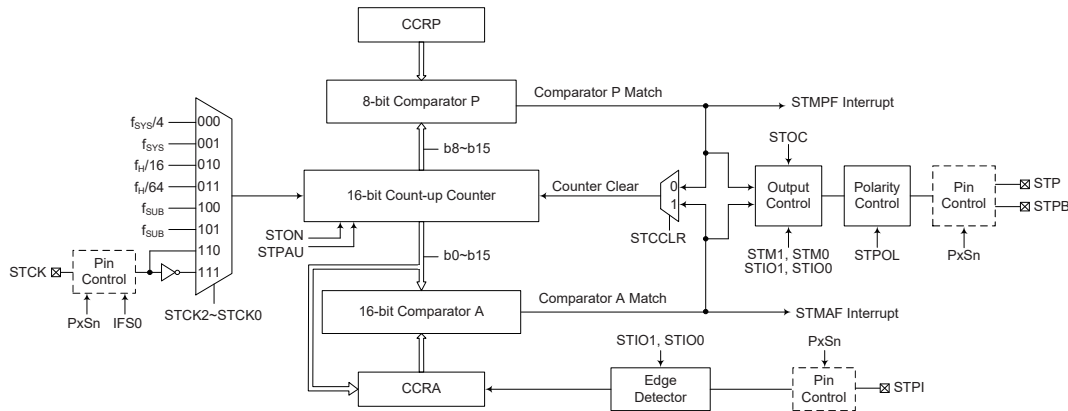 CCRP
8-bit Comparator P
Comparator P Match
STMPF Interrupt
b8~b15
fSYS/4
000
fSYS
001
fH/16
010
fH/64
011
fSUB
100
fSUB
101
110
111
STCK
Pin
Control
PxSn
IFS0
STCK2~STCK0
16-bit Count-up Counter
STON
STPAU
Counter Clear
0
1
STCCLR
STOC
Output
Control
STM1, STM0
STIO1, STIO0
Polarity
Control
STPOL
Pin
Control
PxSn
STP
STPB
b0~b15
16-bit Comparator A
Comparator A Match
STMAF Interrupt
CCRA
STIO1, STIO0
Edge
Detector
PxSn
Pin
Control
STPI